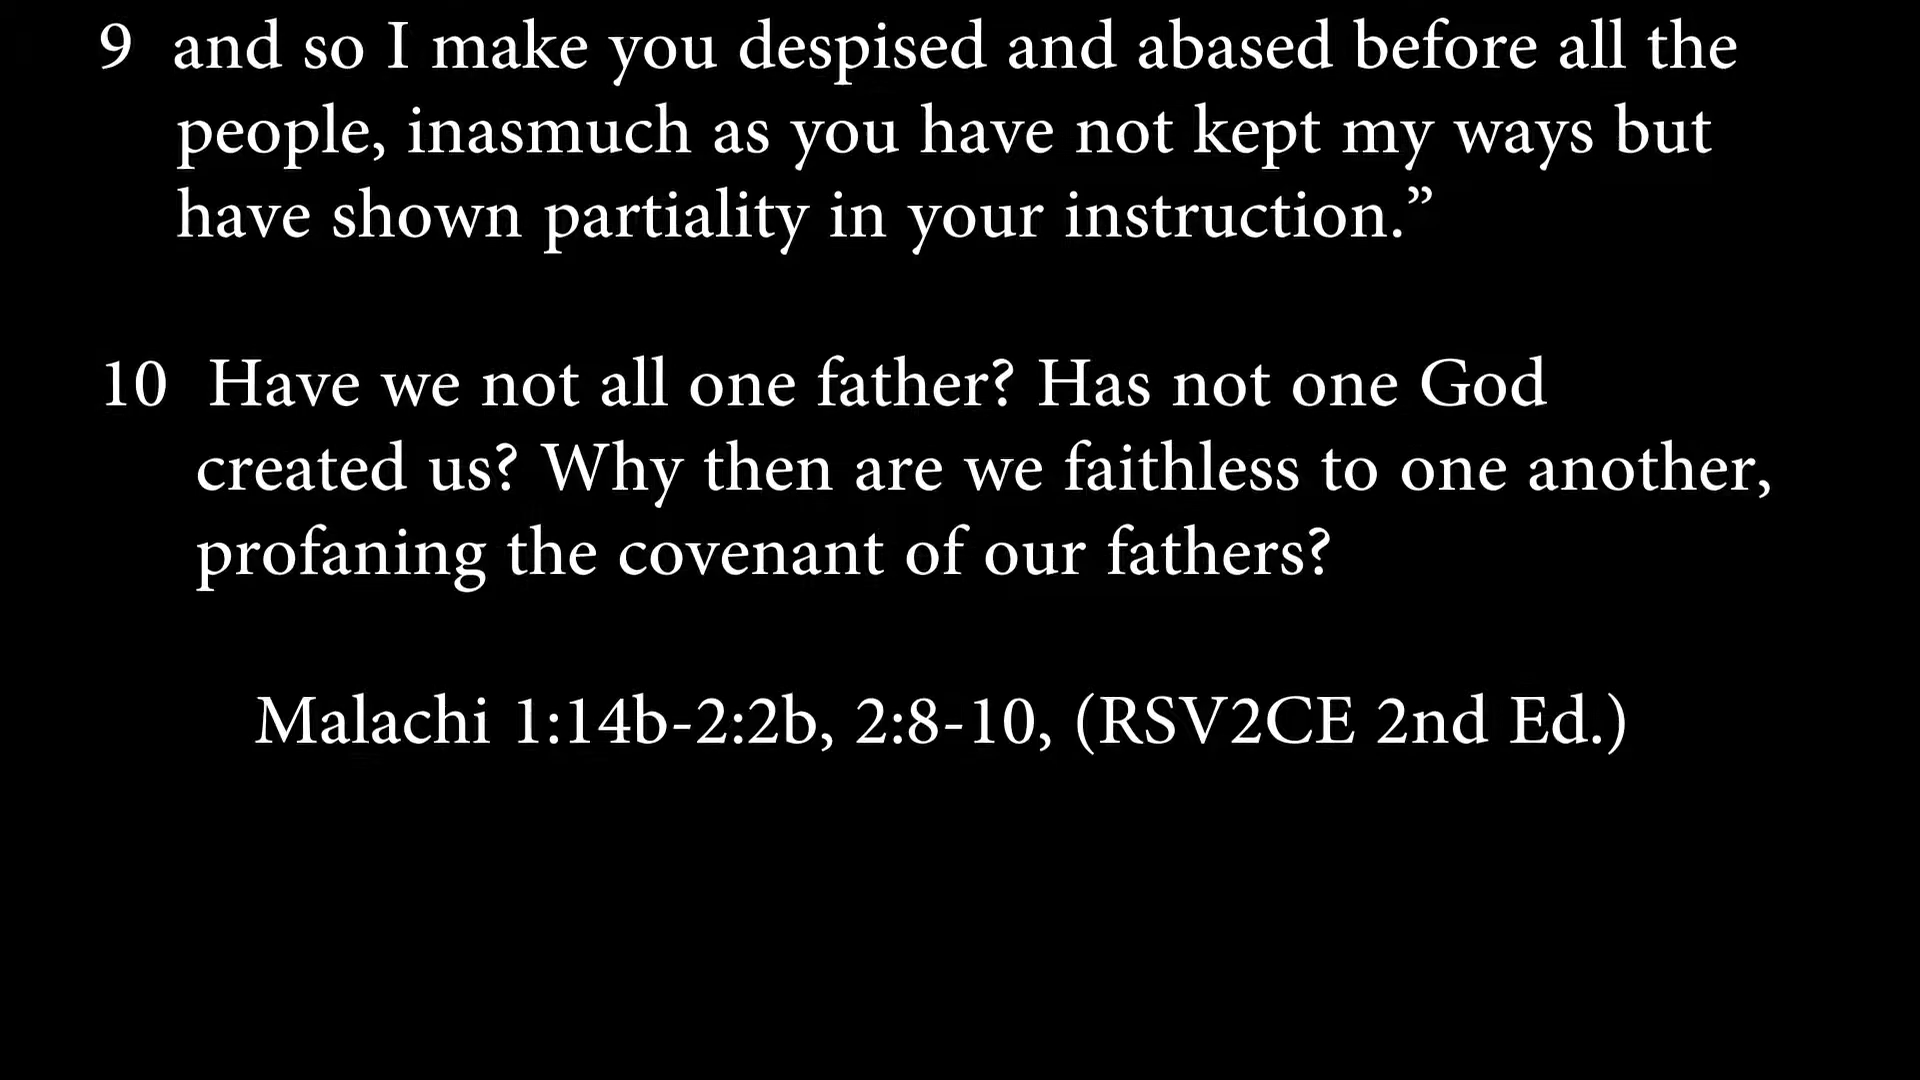 9 and so I make you despised and abased before all the
people, inasmuch as you have not kept my ways but
have shown partiality in your instruction.”
10 Have we not all one father? Has not one God
created us? Why then are we faithless to one another,
profaning the covenant of our fathers?
Malachi 1:14b-2:2b, 2:8-10, (RSV2CE 2nd Ed.)